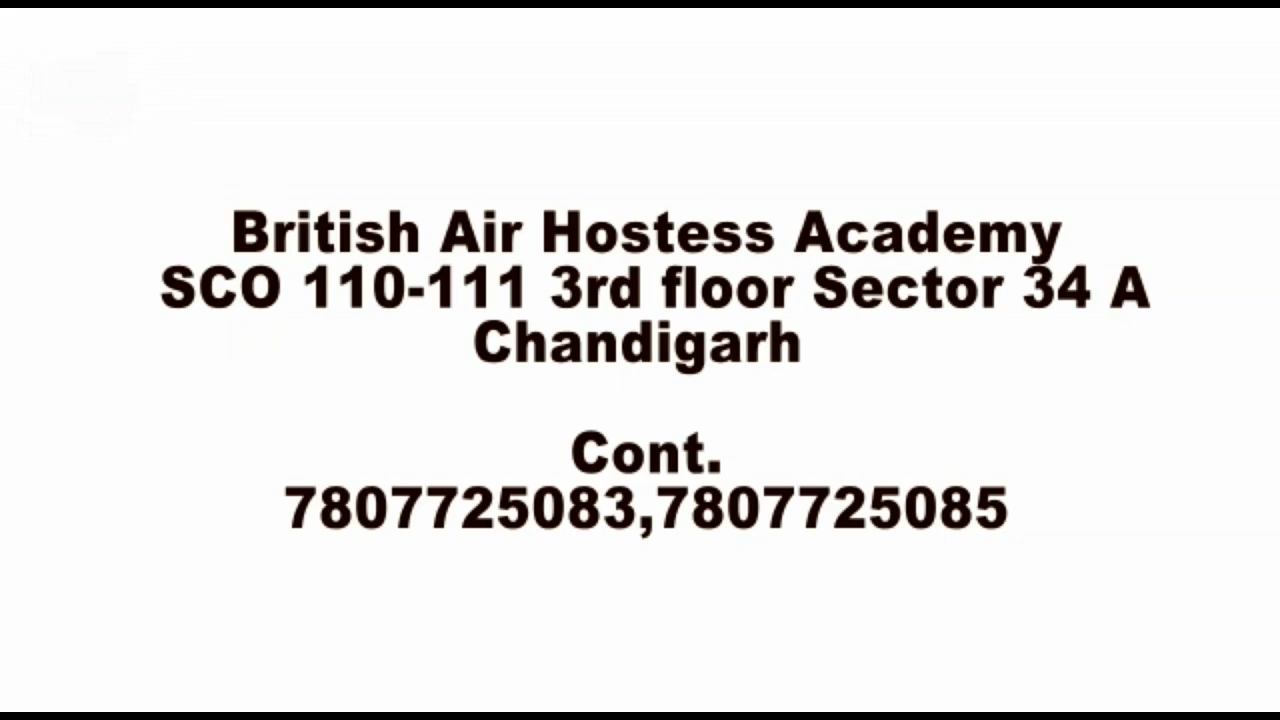 British Air Hostess Academy
SCO 110-111 3rd floor Sector 34 A
Chandigarh
Cont.
7807725083,7807725085